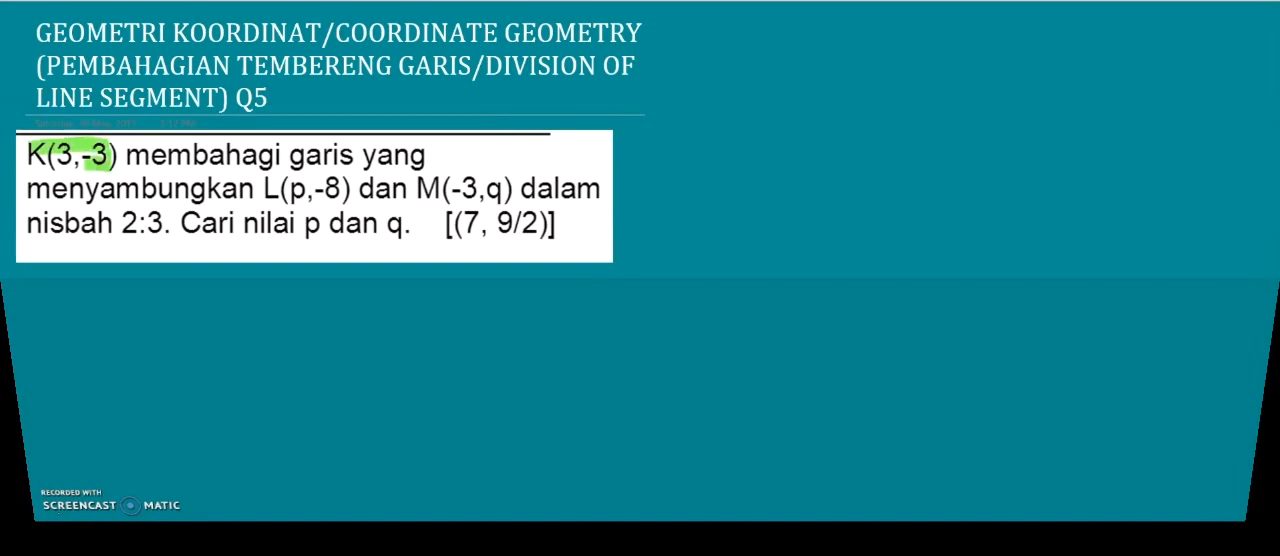 GEOMETRI KOORDINAT/COORDINATE GEOMETRY
(PEMBAHAGIAN TEMBERENG GARIS/DIVISION OF
LINE SEGMENT) Q5
K(3,-3) membahagi garis yang
menyambungkan L(p,-8) dan M(-3,q) dalam
nisbah 2:3. Cari nilai p dan q. [(7, 9/2)]
RECORDED WITH
SCREENCAST MATIC